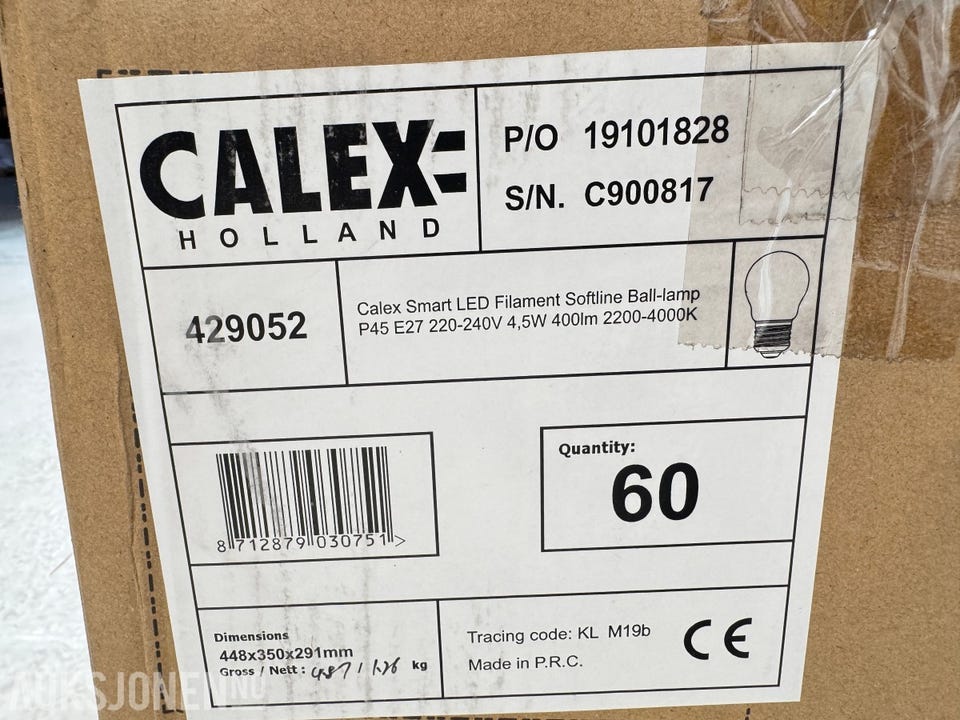 CALEX
HOLLAND
P/O 19101828
S/N. C900817
429052
Calex Smart LED Filament Softline Ball-lamp
P45 E27 220-240V 4,5W 400lm 2200-4000K
8 712879 030751 >
Quantity:
60
Dimensions
448x350x291mm
Gross / Nett : kg
Tracing code: KL M19b
Made in P.R.C.
CE
AUKSJONEN.NO